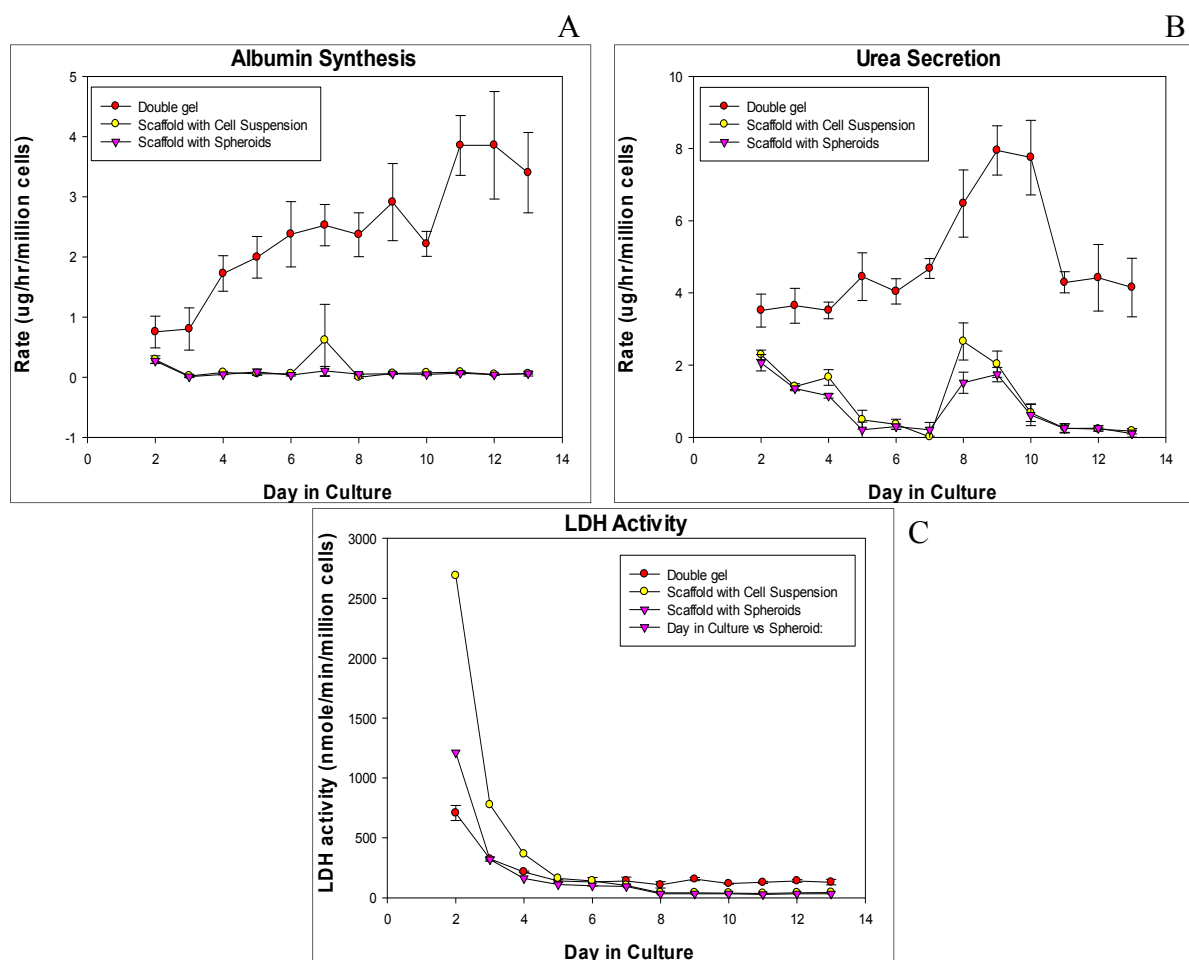 A
Albumin Synthesis
Rate (ug/hr/million cells)
5
4
3
2
1
0
-1
Double gel
Scaffold with Cell Suspension
Scaffold with Spheroids
0 2 4 6 8 10 12 14
Day in Culture
B
Urea Secretion
Rate (ug/hr/million cells)
10
8
6
4
2
0
Double gel
Scaffold with Cell Suspension
Scaffold with Spheroids
0 2 4 6 8 10 12 14
Day in Culture
C
LDH Activity
LDH activity (nmole/min/million cells)
3000
2500
2000
1500
1000
500
0
Double gel
Scaffold with Cell Suspension
Scaffold with Spheroids
Day in Culture vs Spheroid:
0 2 4 6 8 10 12 14
Day in Culture